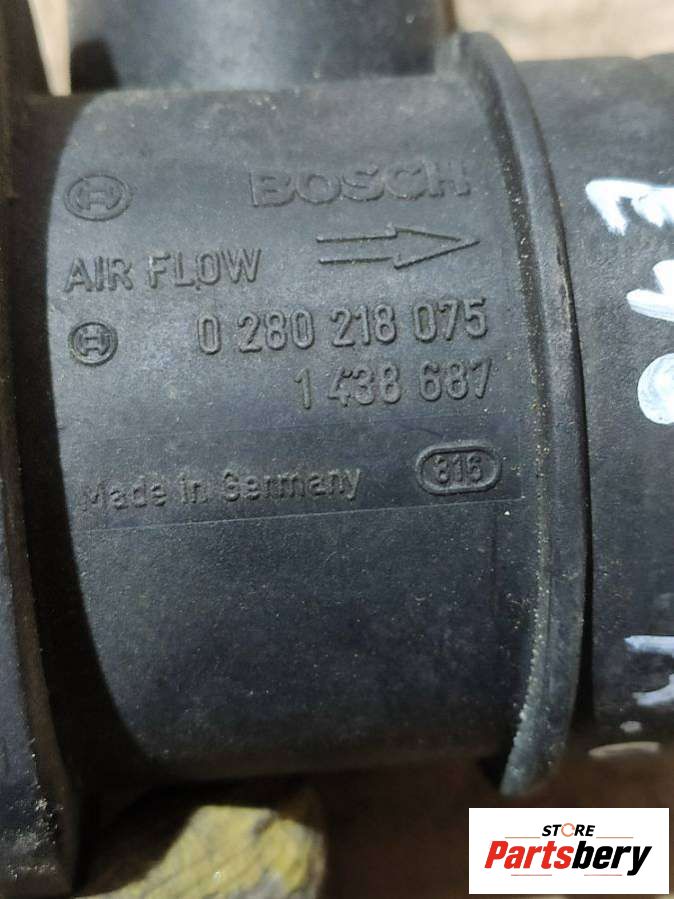 BOSCH
AIR FLOW
0 280 218 075
1 438 687
Made in Germany 816
STORE
Partsbery